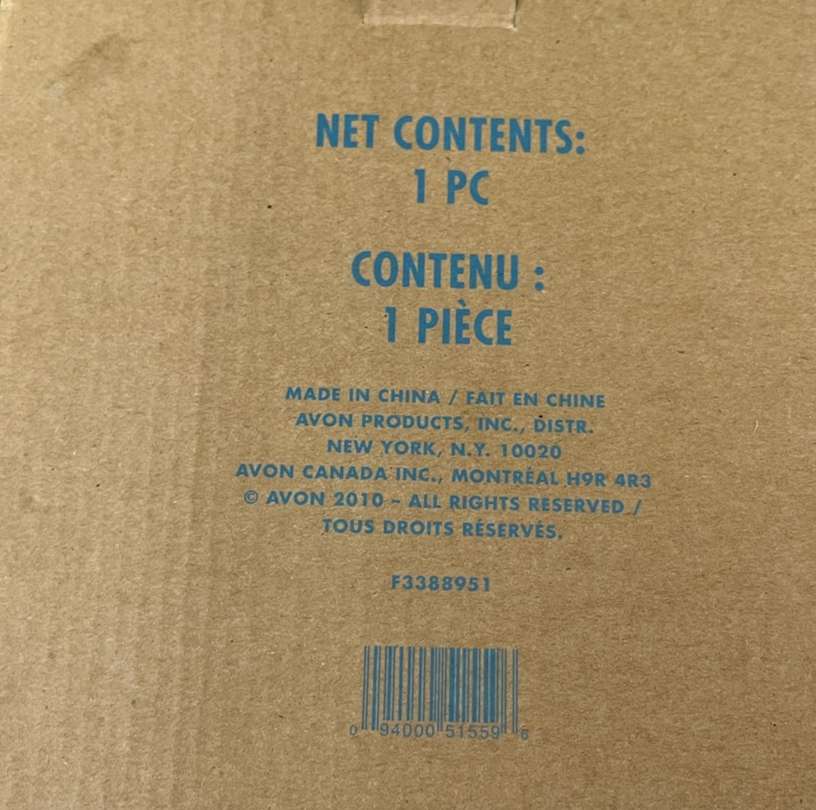 NET CONTENTS:
1 PC
CONTENU :
1 PIÈCE
MADE IN CHINA / FAIT EN CHINE
AVON PRODUCTS, INC., DISTR.
NEW YORK, N.Y. 10020
AVON CANADA INC., MONTRÉAL H9R 4R3
© AVON 2010 – ALL RIGHTS RESERVED /
TOUS DROITS RÉSERVÉS.
F3388951
0 94000 51559 6